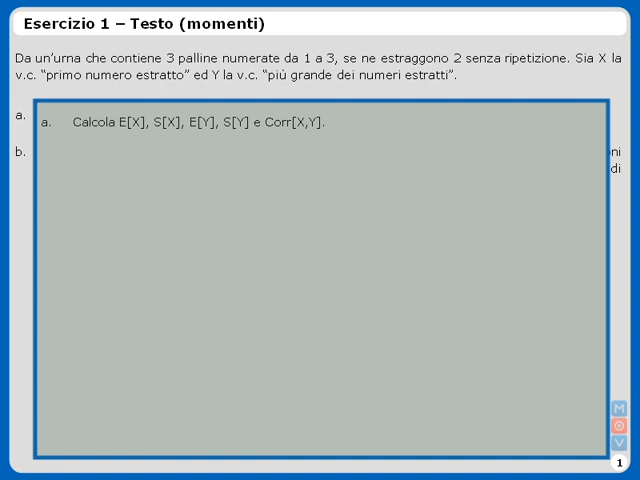 Esercizio 1 – Testo (momenti)
Da un’urna che contiene 3 palline numerate da 1 a 3, se ne estraggono 2 senza ripetizione. Sia X la
v.c. “primo numero estratto” ed Y la v.c. “più grande dei numeri estratti”.
a.
a. Calcola E[X], S[X], E[Y], S[Y] e Corr[X,Y].
b.
di
M
O
V
1